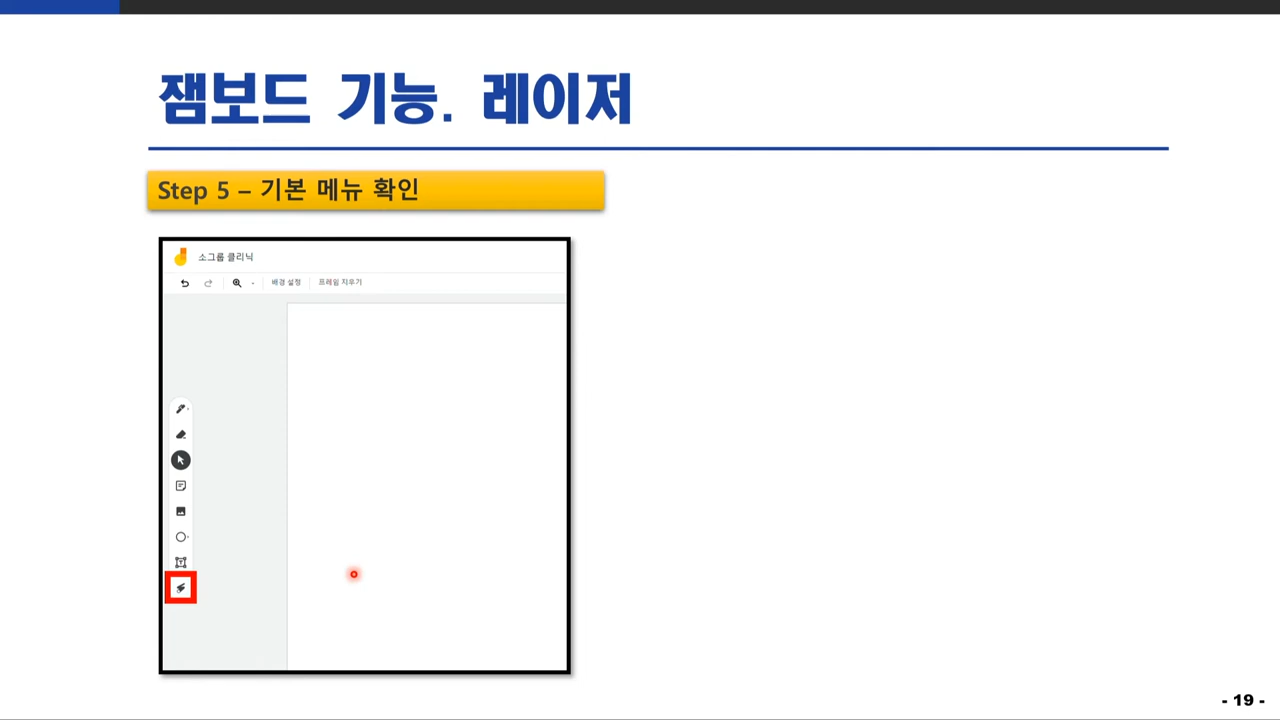 잼보드 기능. 레이저
Step 5 – 기본 메뉴 확인
소그룹 클리닉
배경 설정
프레임 지우기
- 19 -